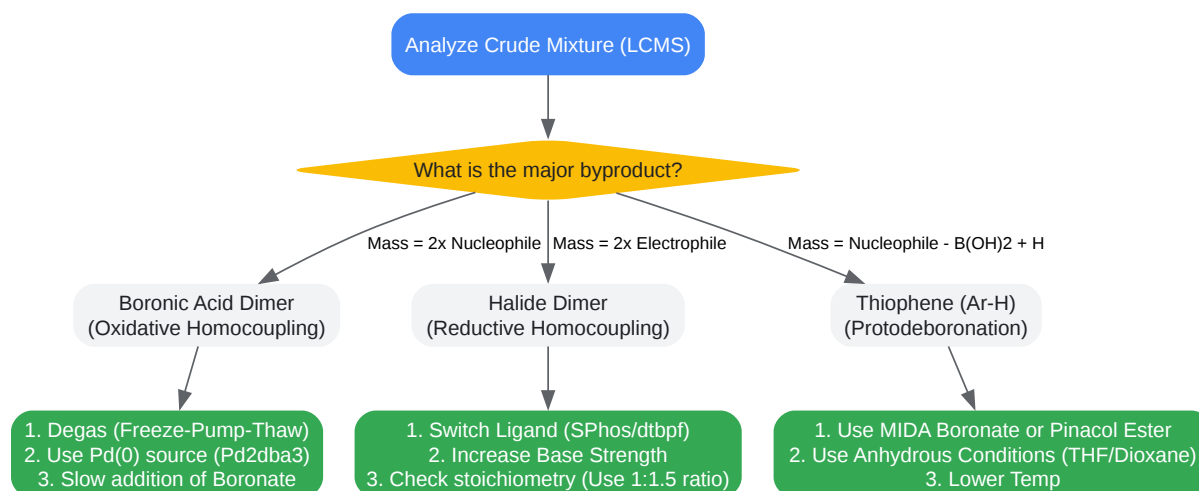 Analyze Crude Mixture (LCMS)
What is the major byproduct?
Mass = 2x Nucleophile
Mass = 2x Electrophile
Mass = Nucleophile - B(OH)2 + H
Boronic Acid Dimer
(Oxidative Homocoupling)
Halide Dimer
(Reductive Homocoupling)
Thiophene (Ar-H)
(Protodeboronation)
1. Degas (Freeze-Pump-Thaw)
2. Use Pd(0) source (Pd2dba3)
3. Slow addition of Boronate
1. Switch Ligand (SPhos/dtbpf)
2. Increase Base Strength
3. Check stoichiometry (Use 1:1.5 ratio)
1. Use MIDA Boronate or Pinacol Ester
2. Use Anhydrous Conditions (THF/Dioxane)
3. Lower Temp